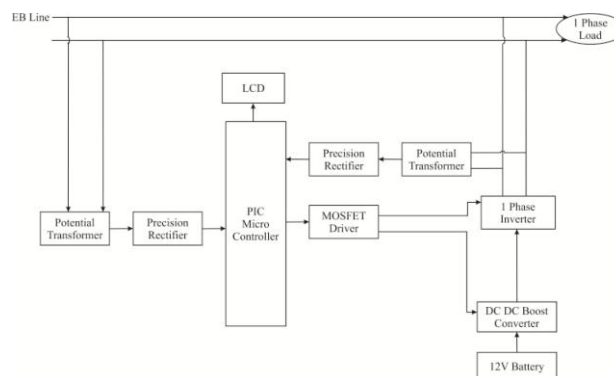 EB Line
1 Phase
Load
LCD
Precision
Rectifier
Potential
Transformer
PIC
Micro
Controller
MOSFET
Driver
1 Phase
Inverter
Potential
Transformer
Precision
Rectifier
DC DC Boost
Converter
12V Battery